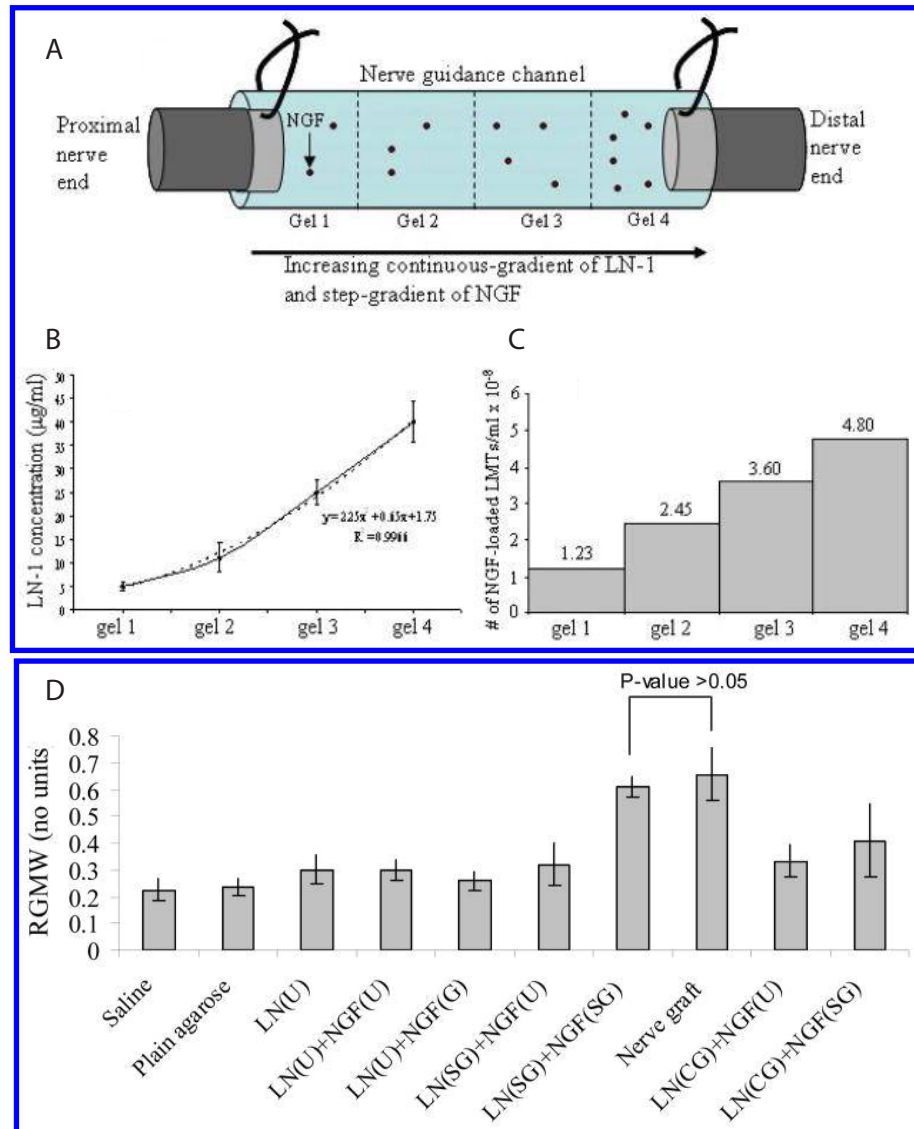 A
Nerve guidance channel
Proximal
nerve
end
NGF
Distal
nerve
end
Gel 1
Gel 2
Gel 3
Gel 4
Increasing continuous-gradient of LN-1
and step-gradient of NGF
B
LN-1 concentration (µg/ml)
50
45
40
35
30
25
20
15
10
5
0
gel 1
gel 2
gel 3
gel 4
C
# of NGF-loaded LMTs/ml x 10⁻⁸
6
5
4
3
2
1
0
1.23
2.45
3.60
4.80
gel 1
gel 2
gel 3
gel 4
D
P-value >0.05
RGMW (no units
0.8
0.7
0.6
0.5
0.4
0.3
0.2
0.1
0
Saline
Plain agarose
LN(U)
LN(U)+NGF(U)
LN(U)+NGF(G)
LN(SG)+NGF(U)
LN(SG)+NGF(SG)
Nerve graft
LN(CG)+NGF(U)
LN(CG)+NGF(SG)